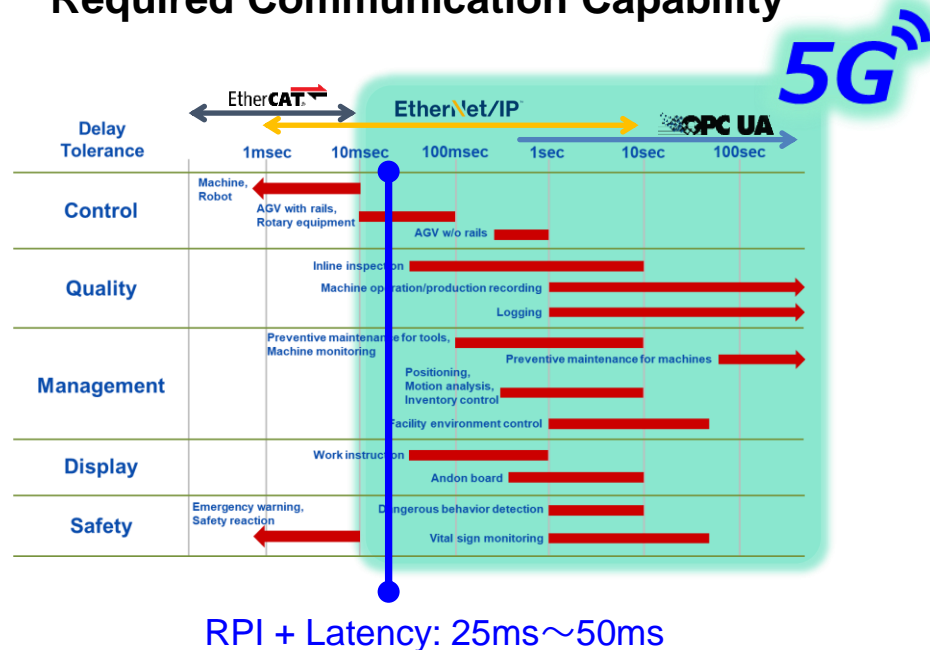 Required Communication Capability
5G
EtherCAT®
EtherNet/IP™
OPC UA
Delay
Tolerance
1msec
10msec
100msec
1sec
10sec
100sec
Control
Machine,
Robot
AGV with rails,
Rotary equipment
AGV w/o rails
Quality
Inline inspection
Machine operation/production recording
Logging
Management
Preventive maintenance for tools,
Machine monitoring
Preventive maintenance for machines
Positioning,
Motion analysis,
Inventory control
Facility environment control
Display
Work instruction
Andon board
Safety
Emergency warning,
Safety reaction
Dangerous behavior detection
Vital sign monitoring
RPI + Latency: 25ms～50ms